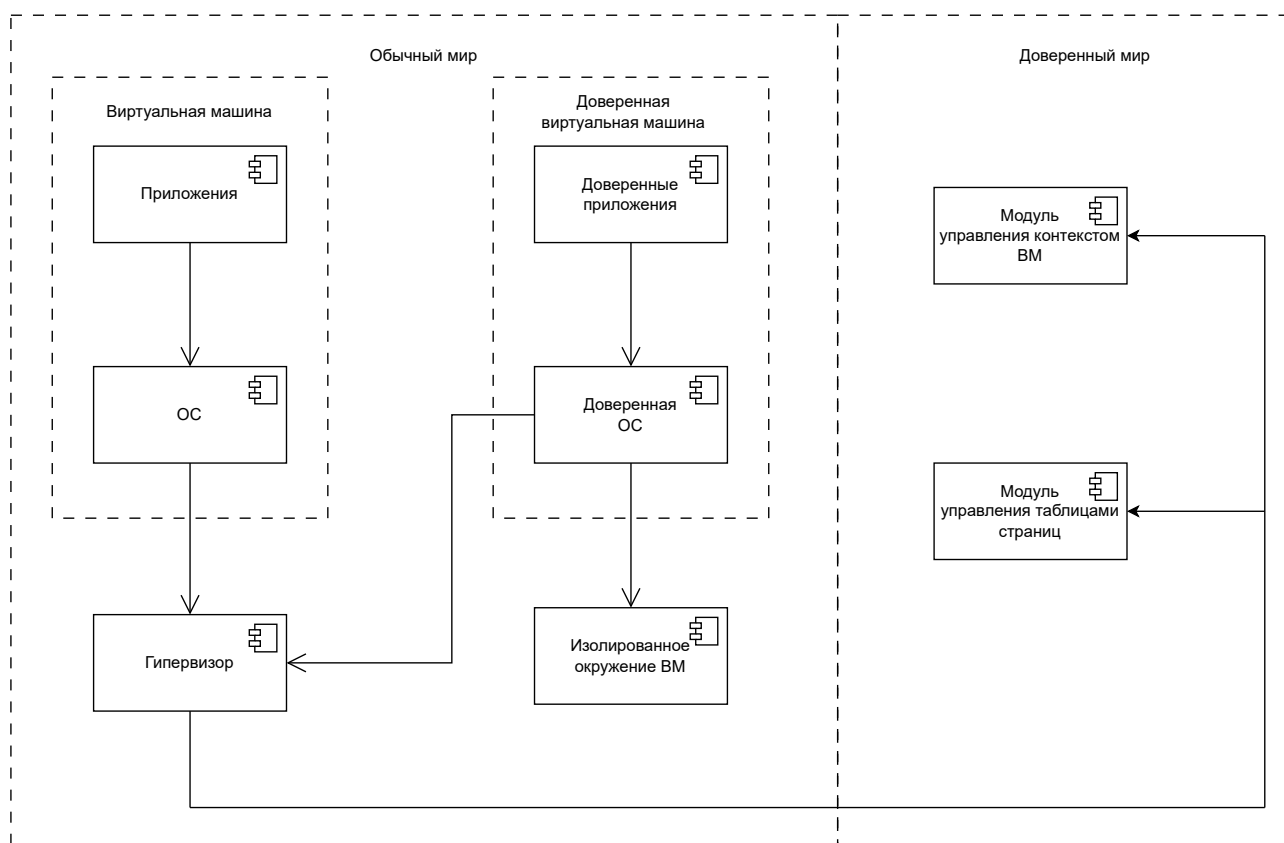 Обычный мир
Доверенный мир
Виртуальная машина
Доверенная
виртуальная машина
Приложения
Доверенные
приложения
Модуль
управления контекстом
ВМ
ОС
Доверенная
ОС
Модуль
управления таблицами
страниц
Гипервизор
Изолированное
окружение ВМ